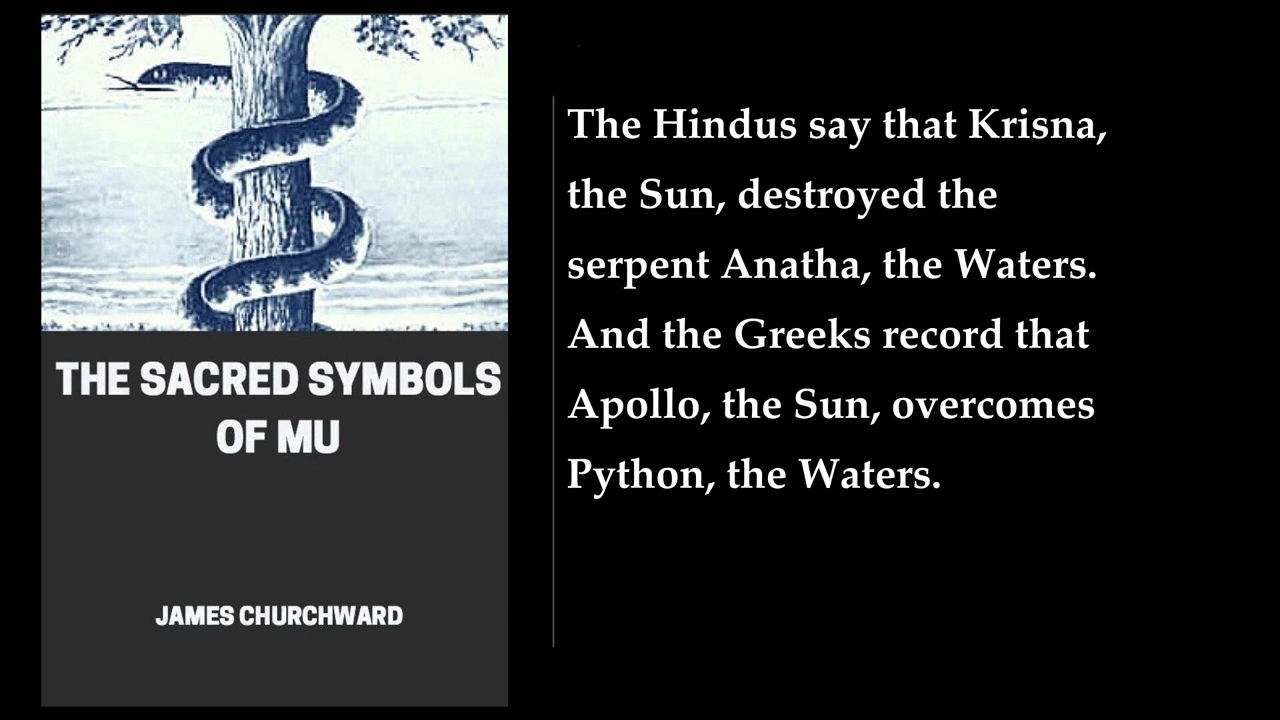 THE SACRED SYMBOLS
OF MU
JAMES CHURCHWARD
The Hindus say that Krisna,
the Sun, destroyed the
serpent Anatha, the Waters.
And the Greeks record that
Apollo, the Sun, overcomes
Python, the Waters.